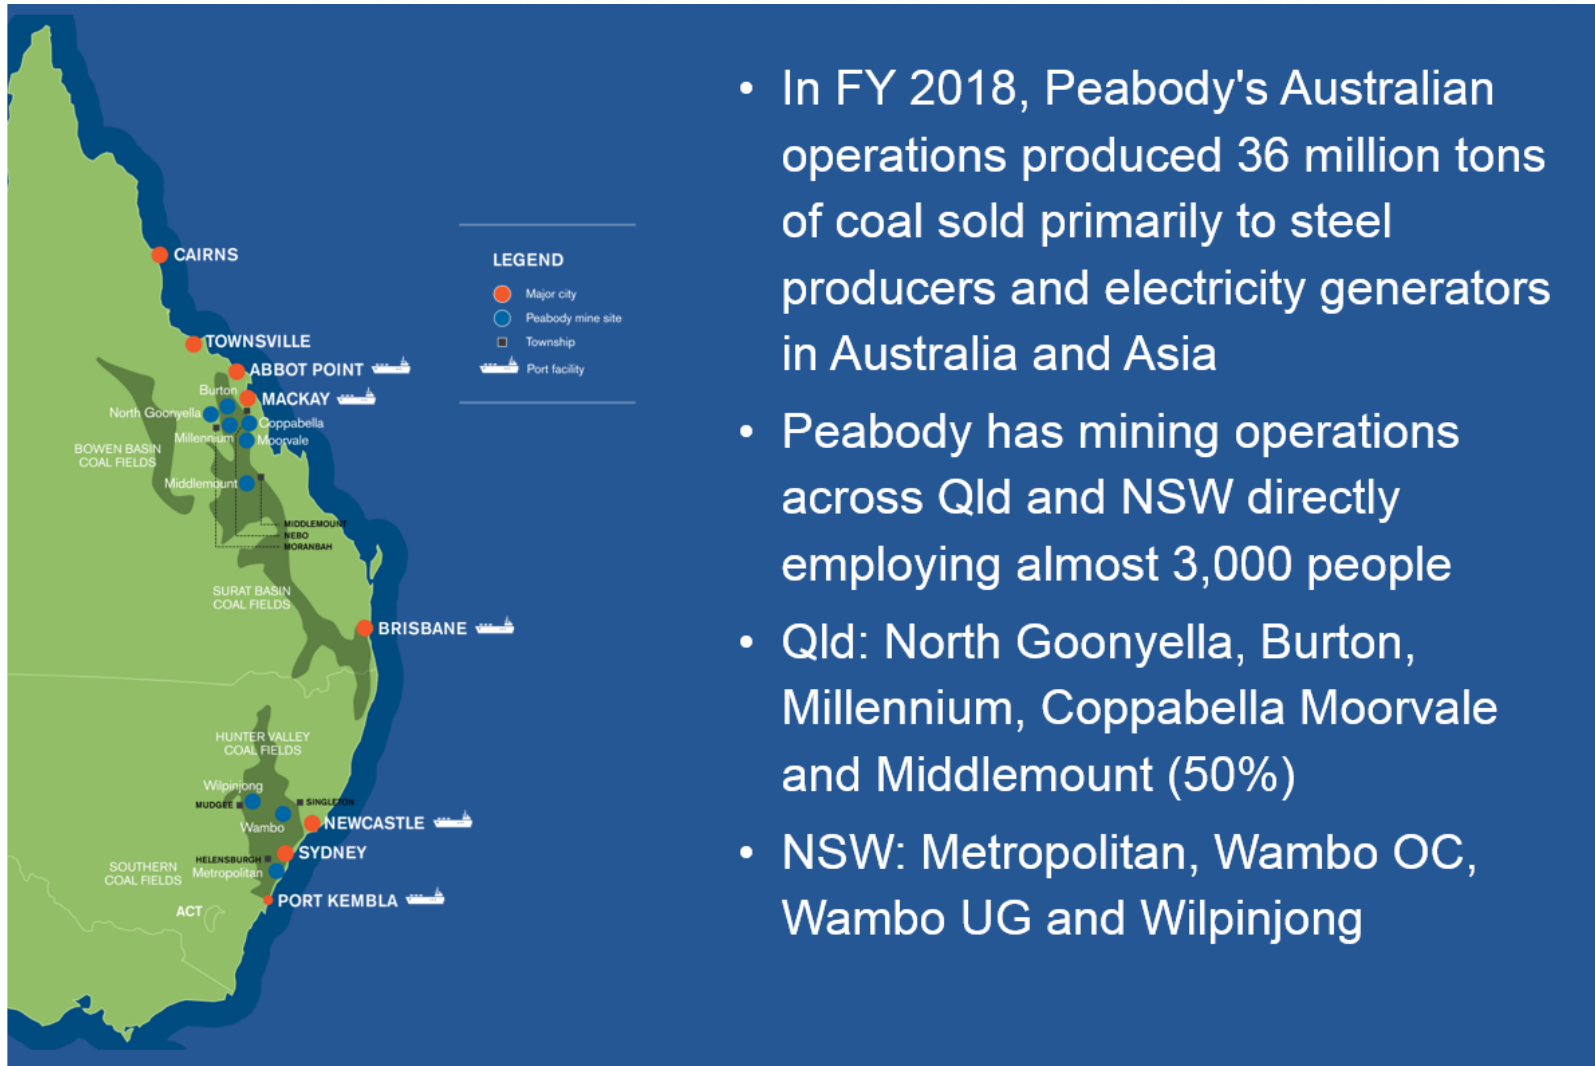 CAIRNS
TOWNSVILLE
ABBOT POINT
Burton
MACKAY
North Goonyella
Coppabella
Millennium
Moorvale
BOWEN BASIN
COAL FIELDS
Middlemount
MIDDLEMOUNT
NEBO
MORANBAH
SURAT BASIN
COAL FIELDS
BRISBANE
HUNTER VALLEY
COAL FIELDS
Wilpinjong
MUDGEE
SINGLETON
Wambo
NEWCASTLE
SYDNEY
HELENSBURGH
Metropolitan
SOUTHERN
COAL FIELDS
PORT KEMBLA
ACT
LEGEND
Major city
Peabody mine site
Township
Port facility
• In FY 2018, Peabody's Australian
operations produced 36 million tons
of coal sold primarily to steel
producers and electricity generators
in Australia and Asia
• Peabody has mining operations
across Qld and NSW directly
employing almost 3,000 people
• Qld: North Goonyella, Burton,
Millennium, Coppabella Moorvale
and Middlemount (50%)
• NSW: Metropolitan, Wambo OC,
Wambo UG and Wilpinjong